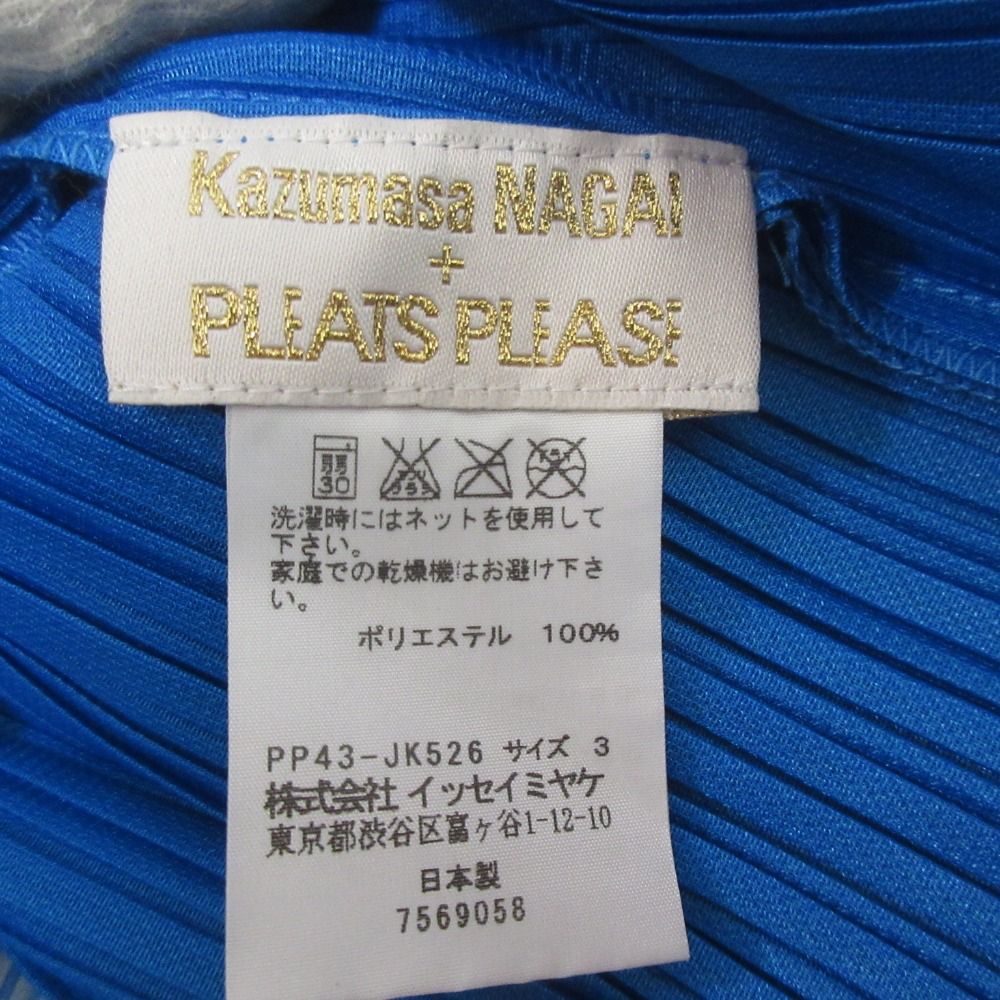 Kazumasa NAGAI
+
PLEATS PLEASE
弱
30
洗濯時にはネットを使用して
下さい。
家庭での乾燥機はお避け下さ
い。
ポリエステル 100%
PP43-JK526 サイズ 3
株式会社 イッセイミヤケ
東京都渋谷区富ヶ谷1-12-10
日本製
7569058